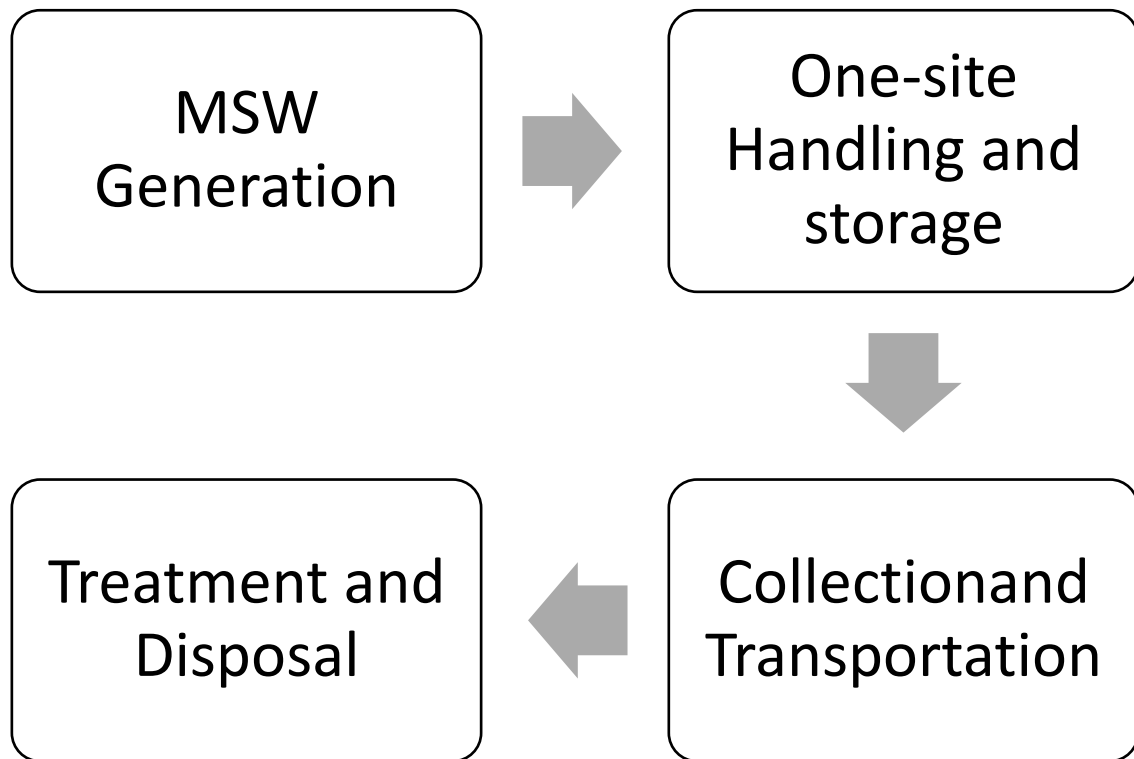 MSW
Generation
One-site
Handling and
storage
Collectionand
Transportation
Treatment and
Disposal